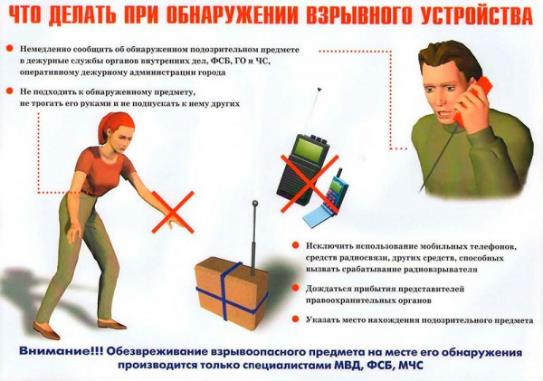 ЧТО ДЕЛАТЬ ПРИ ОБНАРУЖЕНИИ ВЗРЫВНОГО УСТРОЙСТВА
Немедленно сообщить об обнаруженном подозрительном предмете
в дежурные службы органов внутренних дел, ФСБ, ГО и ЧС,
оперативному дежурному администрации города
Не подходить к обнаруженному предмету,
не трогать его руками и не подпускать к нему других
Исключить использование мобильных телефонов,
средств радиосвязи, других средств, способных
вызвать срабатывание радиовзрывателя
Дождаться прибытия представителей
правоохранительных органов
Указать место нахождения подозрительного предмета
Внимание!!! Обезвреживание взрывоопасного предмета на месте его обнаружения
производится только специалистами МВД, ФСБ, МЧС